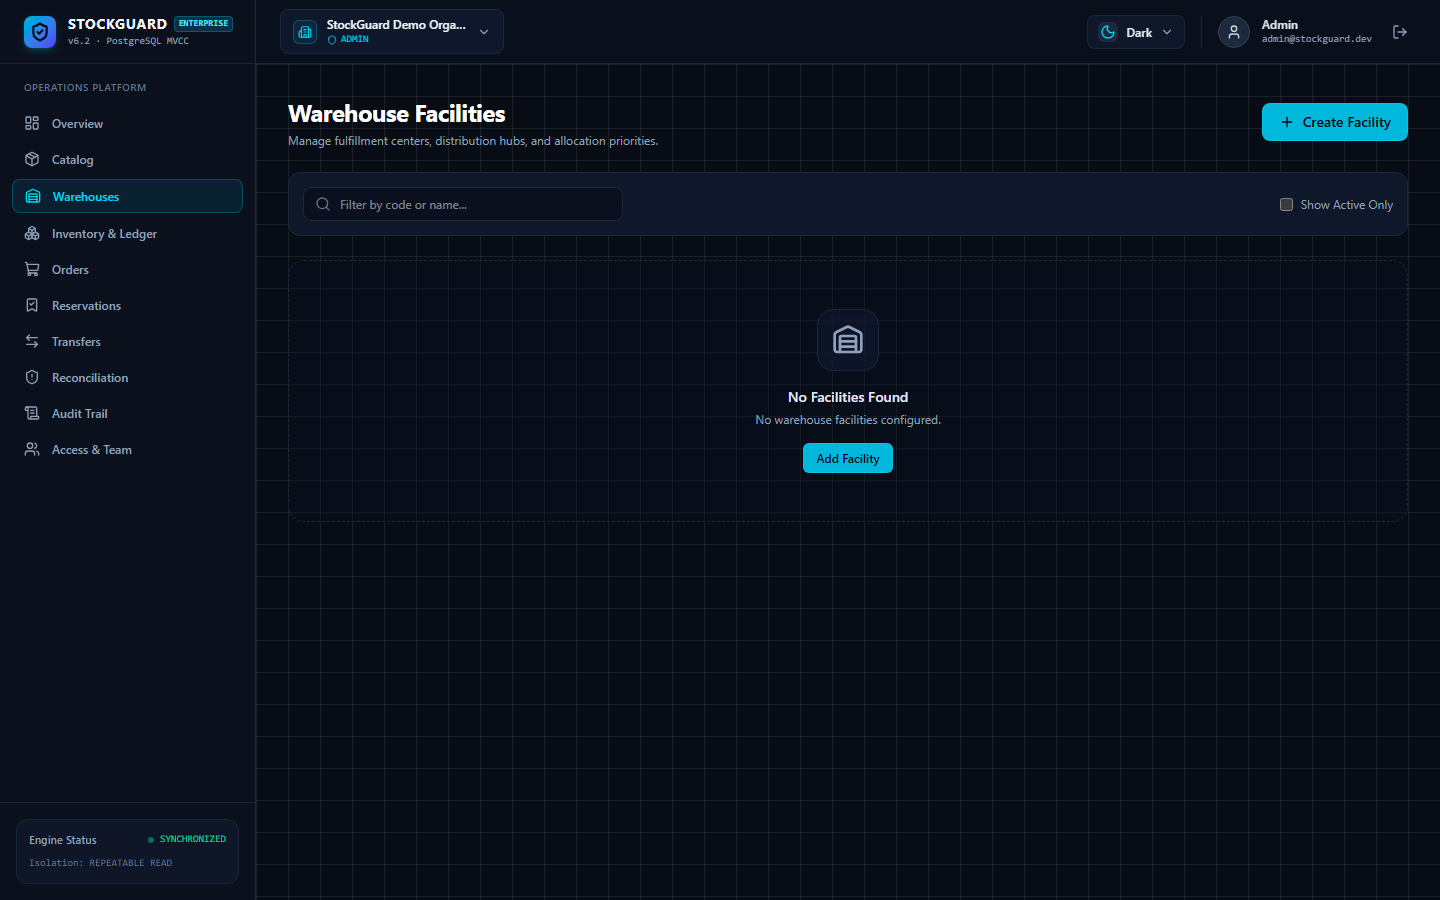 STOCKGUARD ENTERPRISE
v6.2 · PostgreSQL MVCC
StockGuard Demo Orga...
ADMIN
Dark
Admin
admin@stockguard.dev
OPERATIONS PLATFORM
Overview
Catalog
Warehouses
Inventory & Ledger
Orders
Reservations
Transfers
Reconciliation
Audit Trail
Access & Team
Engine Status
SYNCHRONIZED
Isolation: REPEATABLE READ
Warehouse Facilities
Manage fulfillment centers, distribution hubs, and allocation priorities.
Create Facility
Filter by code or name...
Show Active Only
No Facilities Found
No warehouse facilities configured.
Add Facility